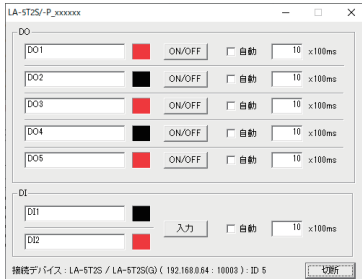 LA-5T2S/-P_xxxxxx
DO
DO1 ON/OFF 自動 10 x100ms
DO2 ON/OFF 自動 10 x100ms
DO3 ON/OFF 自動 10 x100ms
DO4 ON/OFF 自動 10 x100ms
DO5 ON/OFF 自動 10 x100ms
DI
DI1
入力 自動 10 x100ms
DI2
接続デバイス : LA-5T2S / LA-5T2S(G) ( 192.168.0.64 : 10003 ) : ID 5 切断